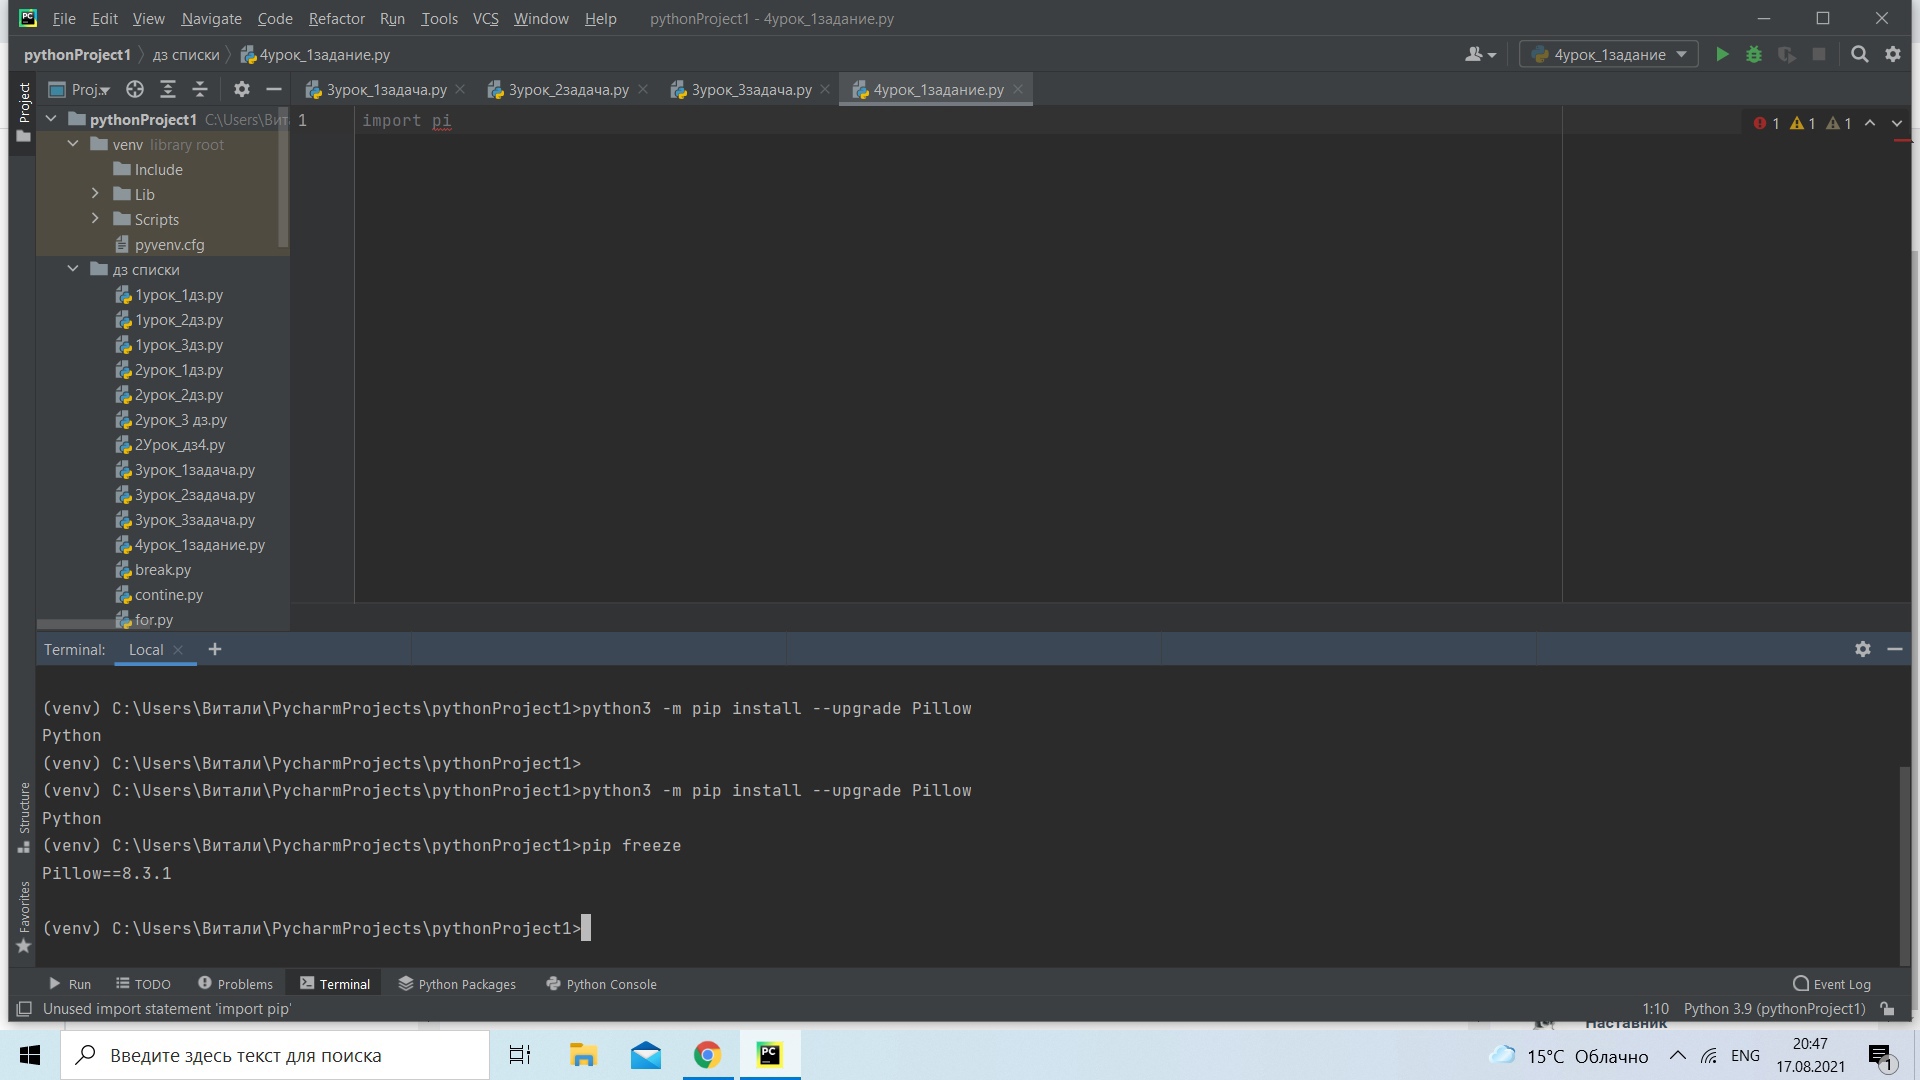 File Edit View Navigate Code Refactor Run Tools VCS Window Help pythonProject1 - 4урок_1задание.py
pythonProject1 дз списки 4урок_1задание.py 4урок_1задание
Project
Proj... 3урок_1задача.py 3урок_2задача.py 3урок_3задача.py 4урок_1задание.py
pythonProject1 C:\Users\Вит
1 import pi
1 1 1
venv library root
Include
Lib
Scripts
pyvenv.cfg
дз списки
1урок_1дз.py
1урок_2дз.py
1урок_3дз.py
2урок_1дз.py
2урок_2дз.py
2урок_3 дз.py
2Урок_дз4.py
3урок_1задача.py
3урок_2задача.py
3урок_3задача.py
4урок_1задание.py
break.py
contine.py
for.py
Terminal: Local
(venv) C:\Users\Витали\PycharmProjects\pythonProject1>python3 -m pip install --upgrade Pillow
Python
(venv) C:\Users\Витали\PycharmProjects\pythonProject1>
(venv) C:\Users\Витали\PycharmProjects\pythonProject1>python3 -m pip install --upgrade Pillow
Python
(venv) C:\Users\Витали\PycharmProjects\pythonProject1>pip freeze
Pillow==8.3.1
(venv) C:\Users\Витали\PycharmProjects\pythonProject1>
Structure
Favorites
Run TODO Problems Terminal Python Packages Python Console Event Log
Unused import statement 'import pip' 1:10 Python 3.9 (pythonProject1)
Наставник
Введите здесь текст для поиска
15°C Облачно ENG
20:47
17.08.2021
1